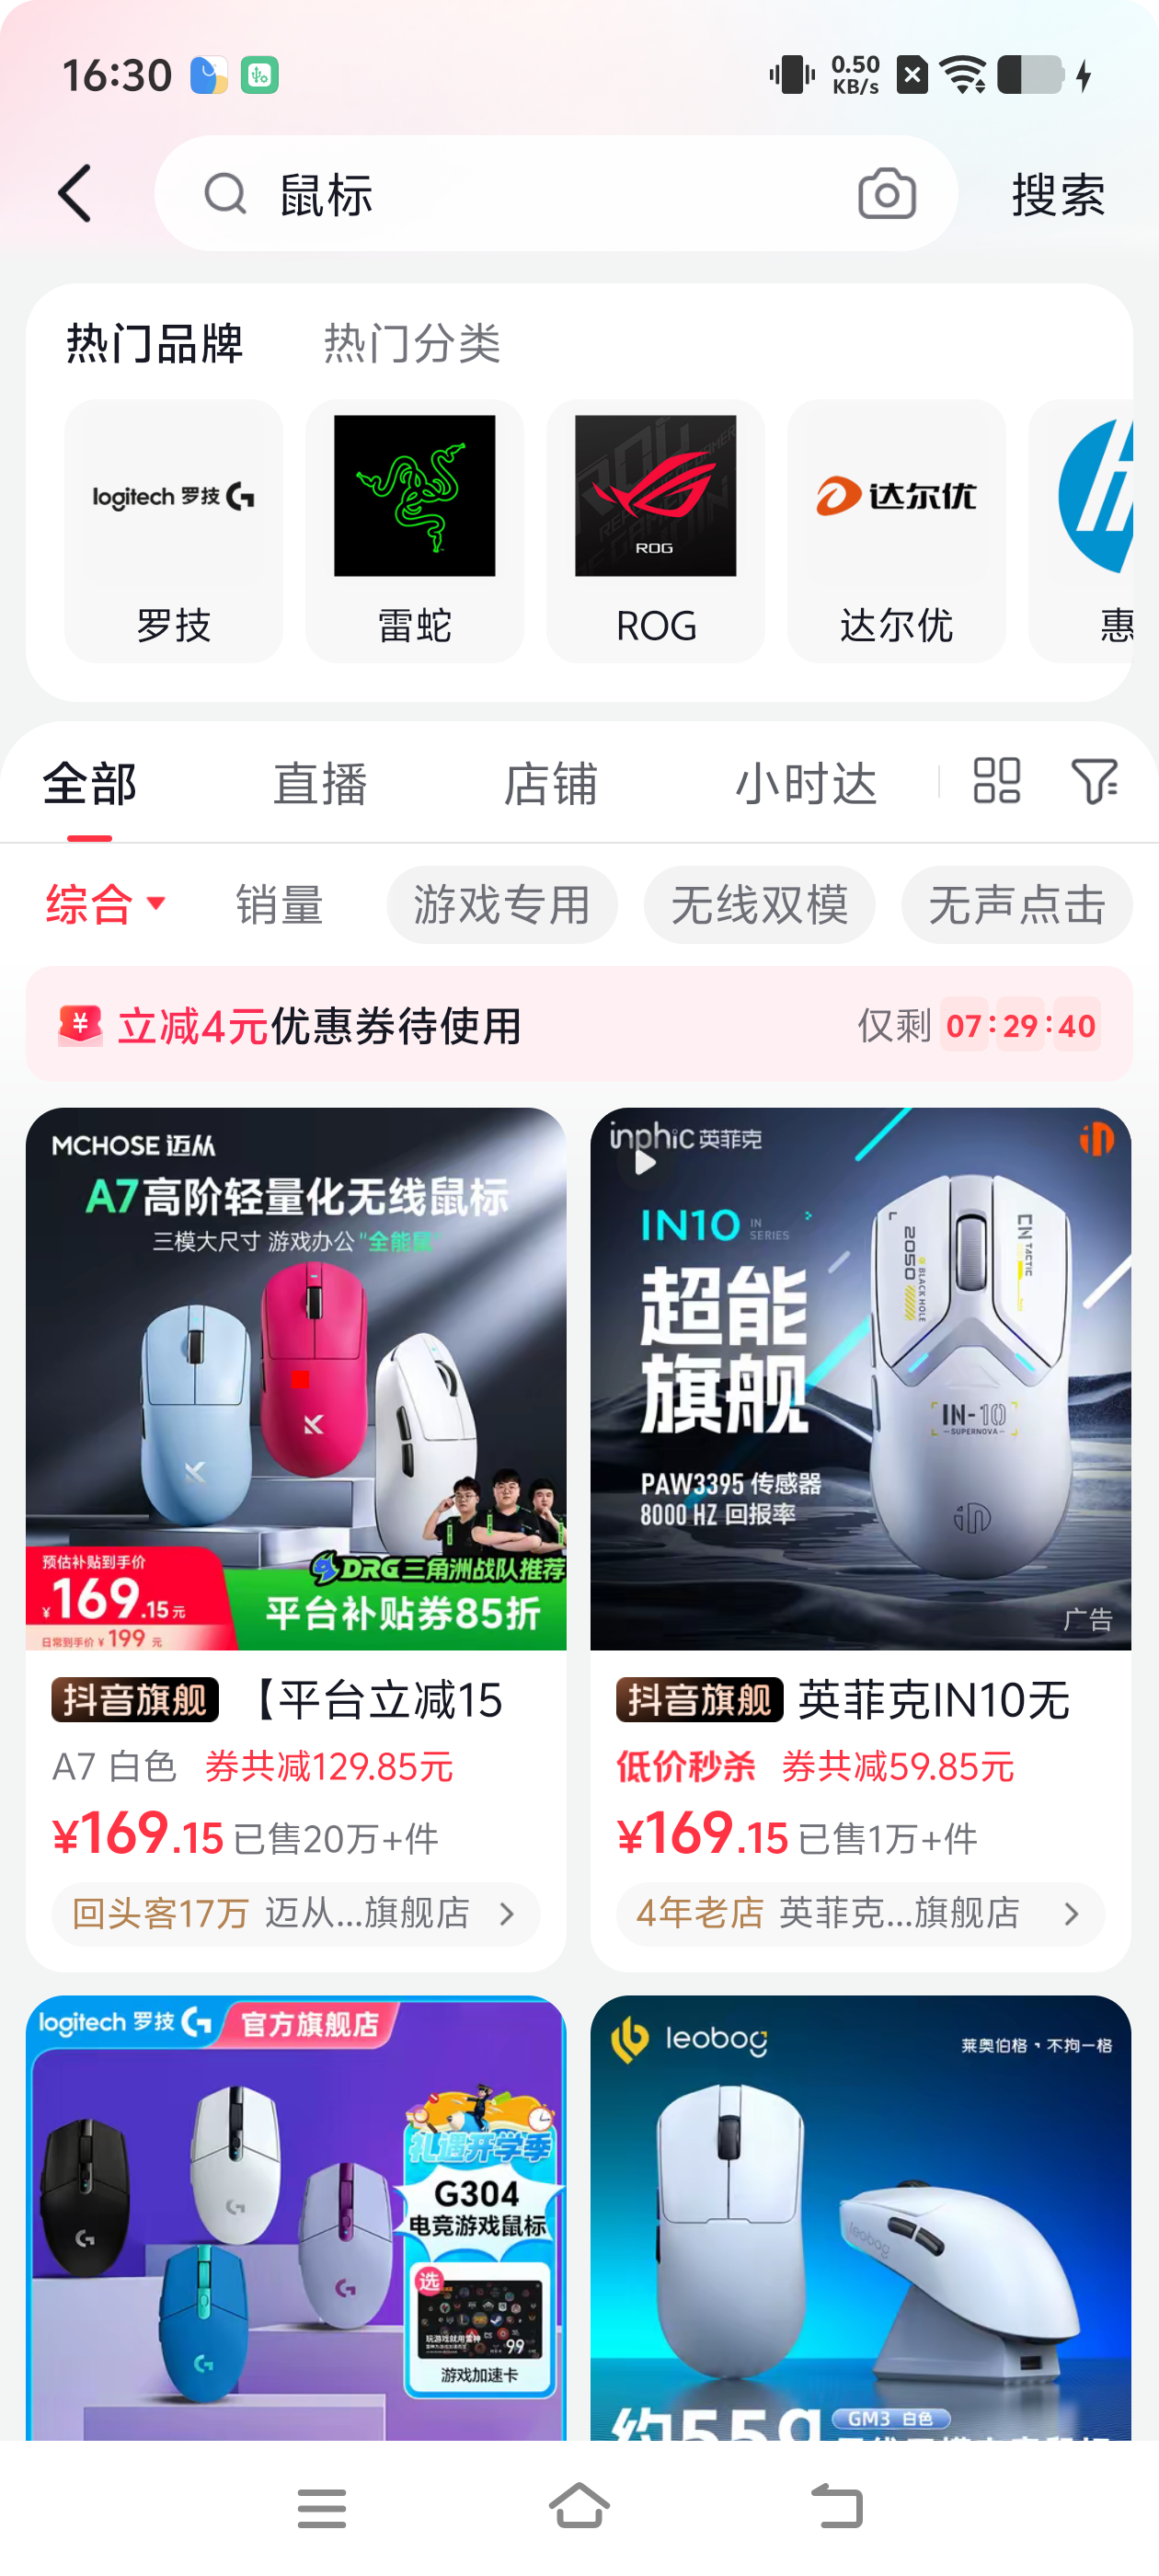 16:30
0.50
KB/s
鼠标
搜索
热门品牌
热门分类
logitech 罗技 G
ROG
达尔优
罗技
雷蛇
ROG
达尔优
惠
全部
直播
店铺
小时达
综合
销量
游戏专用
无线双模
无声点击
立减4元优惠券待使用
仅剩 07:29:40
MCHOSE 迈从
A7高阶轻量化无线鼠标
三模大尺寸 游戏办公“全能鼠”
DRG三角洲战队推荐
预估补贴到手价
¥169.15元
日常到手价 ¥199 元
平台补贴券85折
抖音旗舰 【平台立减15
A7 白色 券共减129.85元
¥169.15 已售20万+件
回头客17万 迈从...旗舰店
inphic 英菲克
IN10 IN SERIES
超能
旗舰
PAW3395 传感器
8000 HZ 回报率
2050 BLACK HOLE
CN TACTIC
IN-10
SUPERNOVA
广告
抖音旗舰 英菲克IN10无
低价秒杀 券共减59.85元
¥169.15 已售1万+件
4年老店 英菲克...旗舰店
logitech 罗技 G 官方旗舰店
礼遇开学季
G304
电竞游戏鼠标
选
玩游戏就用雷神
99
游戏加速卡
leobog
莱奥伯格·不拘一格
leobog
约55g
GM3 白色